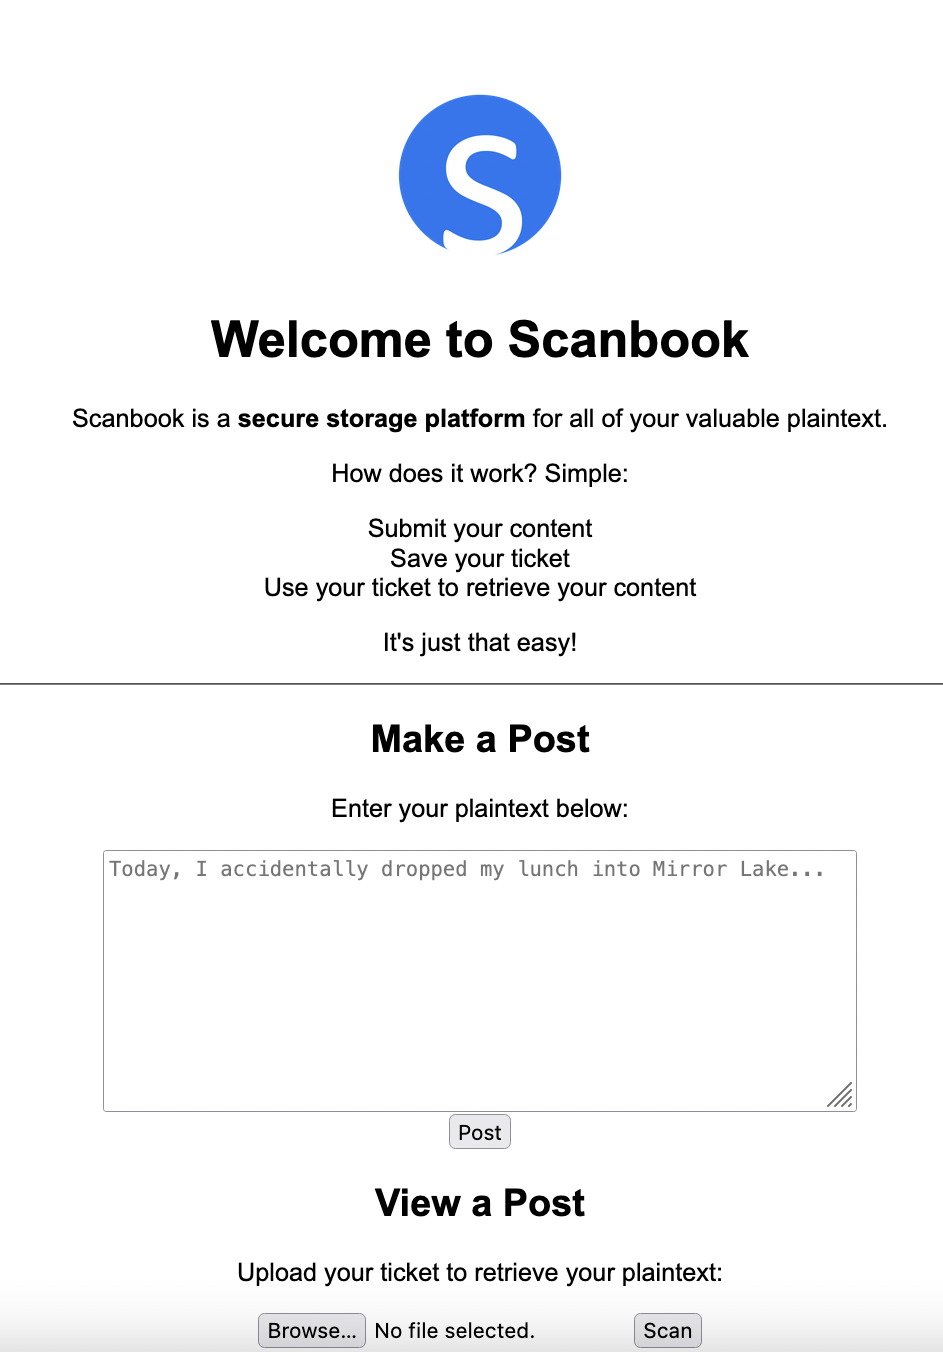 S
Welcome to Scanbook
Scanbook is a secure storage platform for all of your valuable plaintext.
How does it work? Simple:
Submit your content
Save your ticket
Use your ticket to retrieve your content
It's just that easy!
Make a Post
Enter your plaintext below:
Today, I accidentally dropped my lunch into Mirror Lake...
Post
View a Post
Upload your ticket to retrieve your plaintext:
Browse... No file selected. Scan